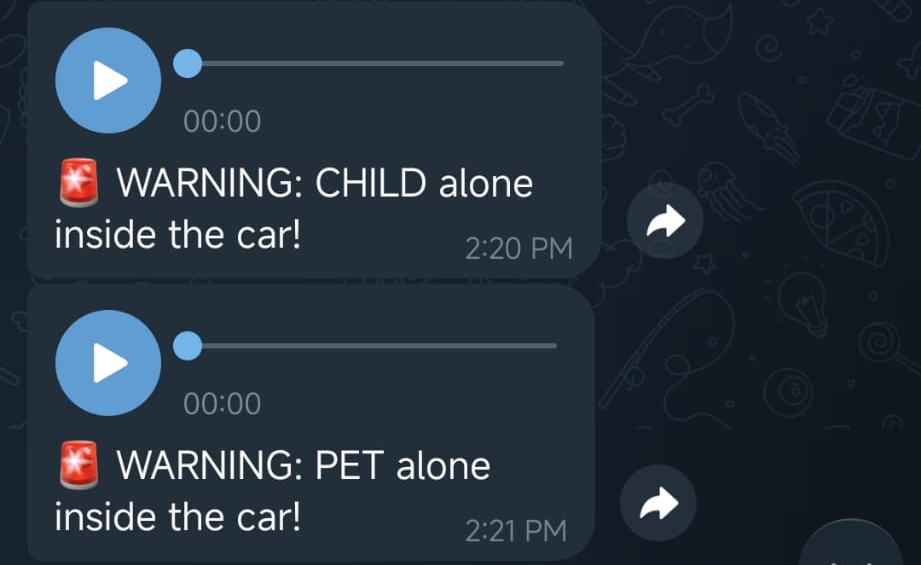 00:00
🚨 WARNING: CHILD alone
inside the car!
2:20 PM
00:00
🚨 WARNING: PET alone
inside the car!
2:21 PM